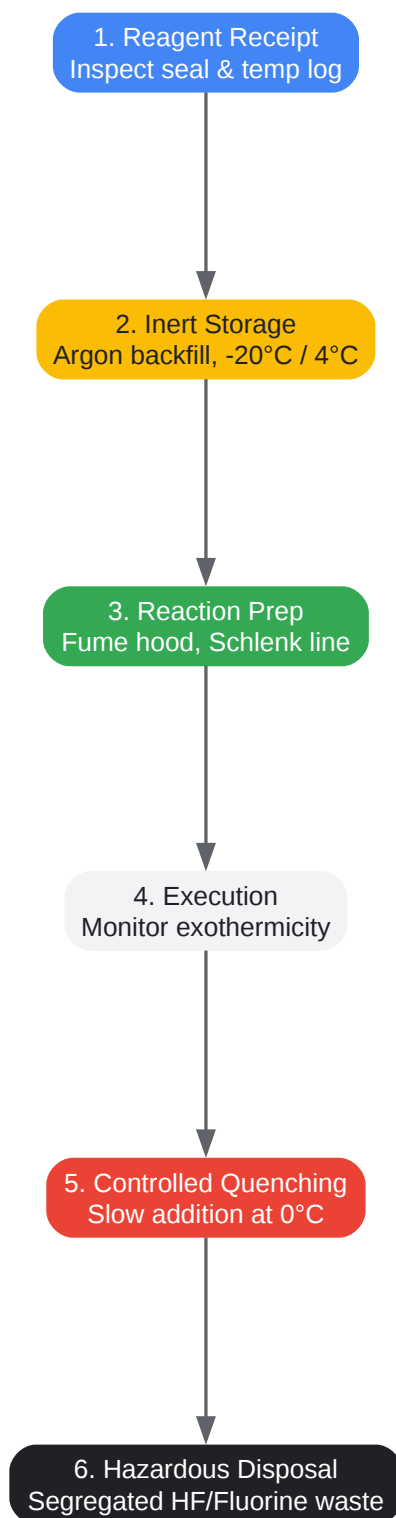 1. Reagent Receipt
Inspect seal & temp log
2. Inert Storage
Argon backfill, -20°C / 4°C
3. Reaction Prep
Fume hood, Schlenk line
4. Execution
Monitor exothermicity
5. Controlled Quenching
Slow addition at 0°C
6. Hazardous Disposal
Segregated HF/Fluorine waste